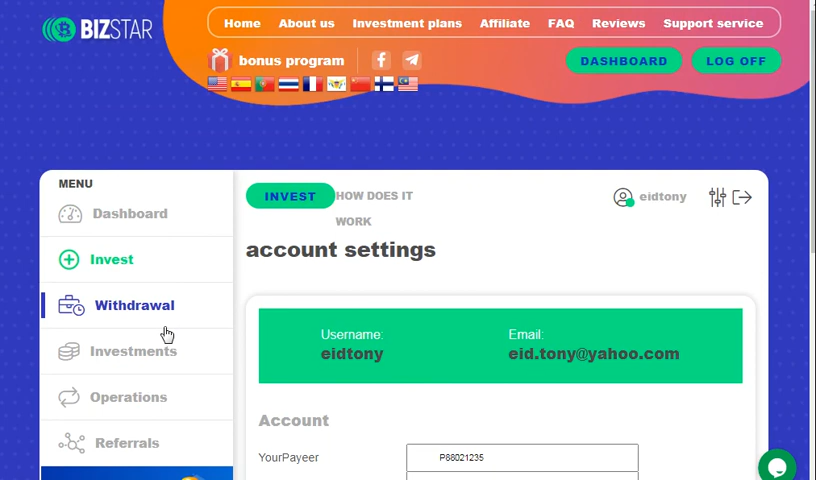 BIZSTAR
Home About us Investment plans Affiliate FAQ Reviews Support service
bonus program
DASHBOARD LOG OFF
MENU
Dashboard
Invest
Withdrawal
Investments
Operations
Referrals
INVEST HOW DOES IT
WORK
eidtony
account settings
Username: Email:
eidtony eid.tony@yahoo.com
Account
YourPayeer P88021235